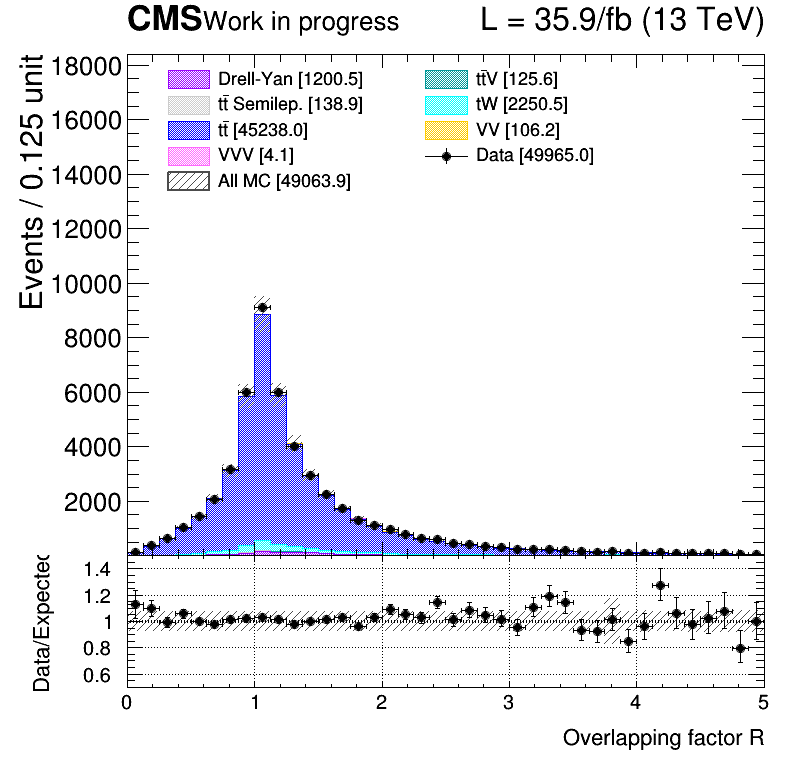 CMS Work in progress L = 35.9/fb (13 TeV)
Events / 0.125 unit
18000
16000
14000
12000
10000
8000
6000
4000
2000
Drell-Yan [1200.5]
tt̄ Semilep. [138.9]
tt̄ [45238.0]
VVV [4.1]
All MC [49063.9]
tt̄V [125.6]
tW [2250.5]
VV [106.2]
Data [49965.0]
Data/Expected
1.4
1.2
1
0.8
0.6
0 1 2 3 4 5
Overlapping factor R